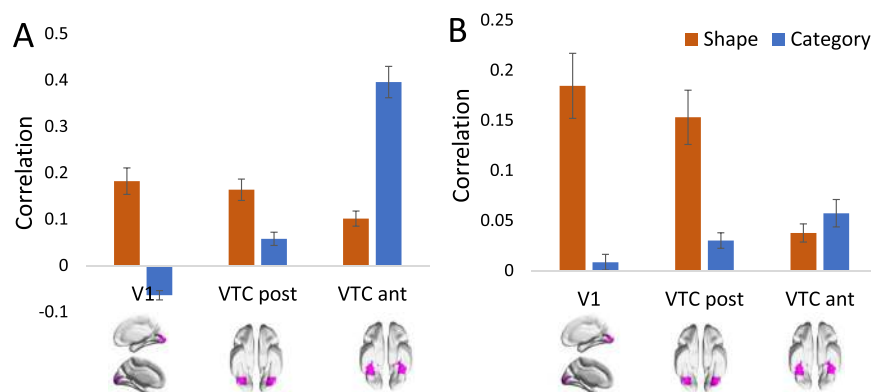 A
Correlation
0.5
0.4
0.3
0.2
0.1
0
-0.1
V1
VTC post
VTC ant
B
Correlation
0.25
0.2
0.15
0.1
0.05
0
Shape
Category
V1
VTC post
VTC ant